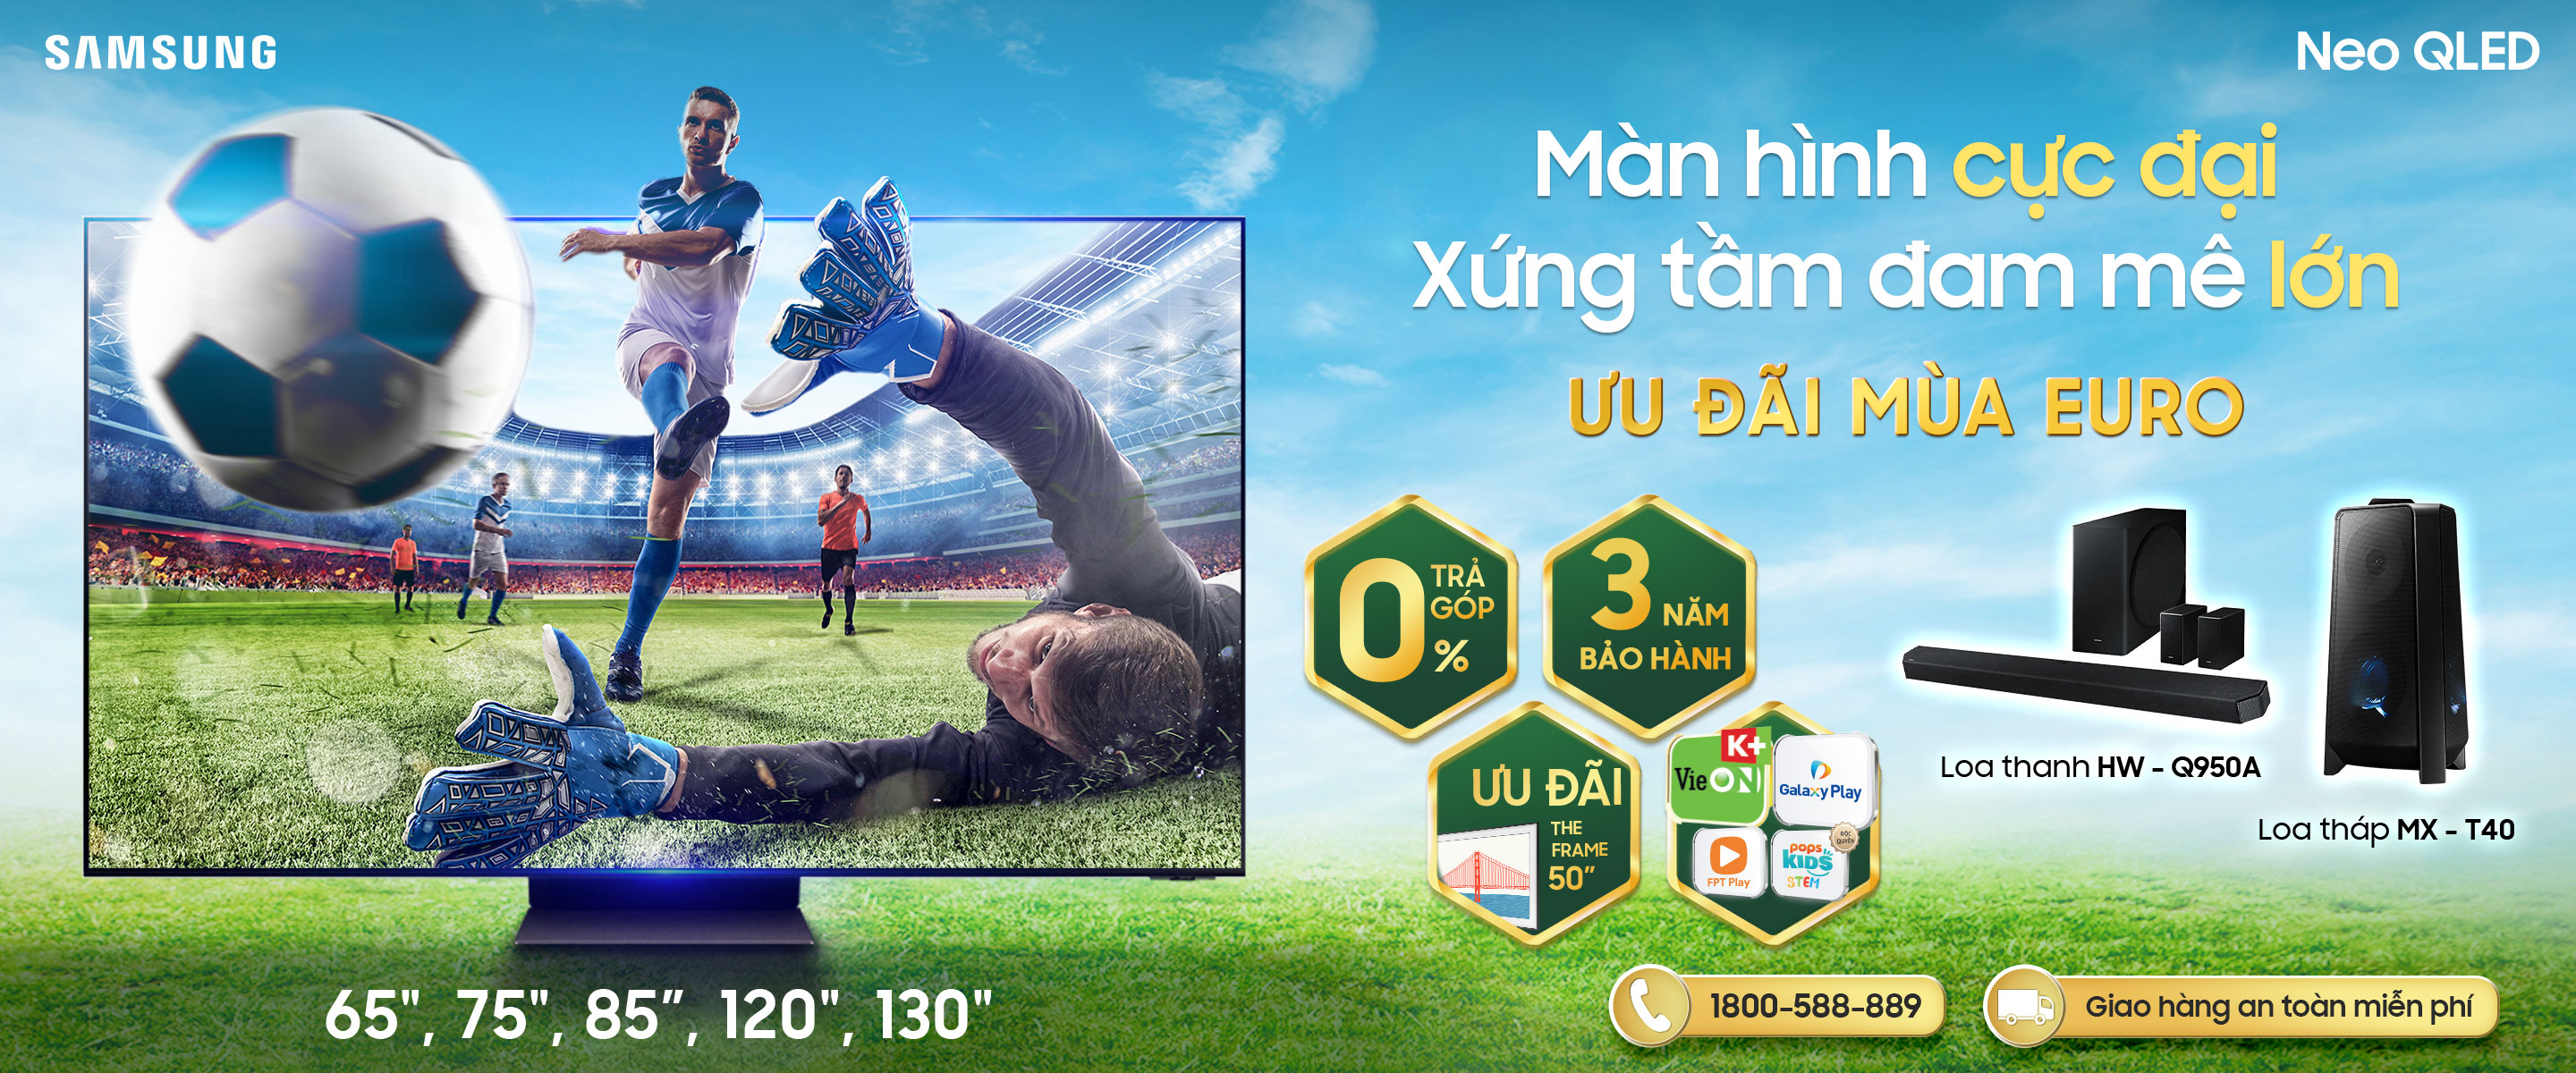 SAMSUNG
Neo QLED
Màn hình cực đại
Xứng tầm đam mê lớn
ƯU ĐÃI MÙA EURO
0% TRẢ GÓP
3 NĂM
BẢO HÀNH
ƯU ĐÃI
THE
FRAME
50”
K+
VieON
Galaxy Play
FPT Play
POPS
KIDS
STEM
ĐỘC
QUYỀN
Loa thanh HW - Q950A
Loa tháp MX - T40
65", 75", 85”, 120", 130"
1800-588-889
Giao hàng an toàn miễn phí